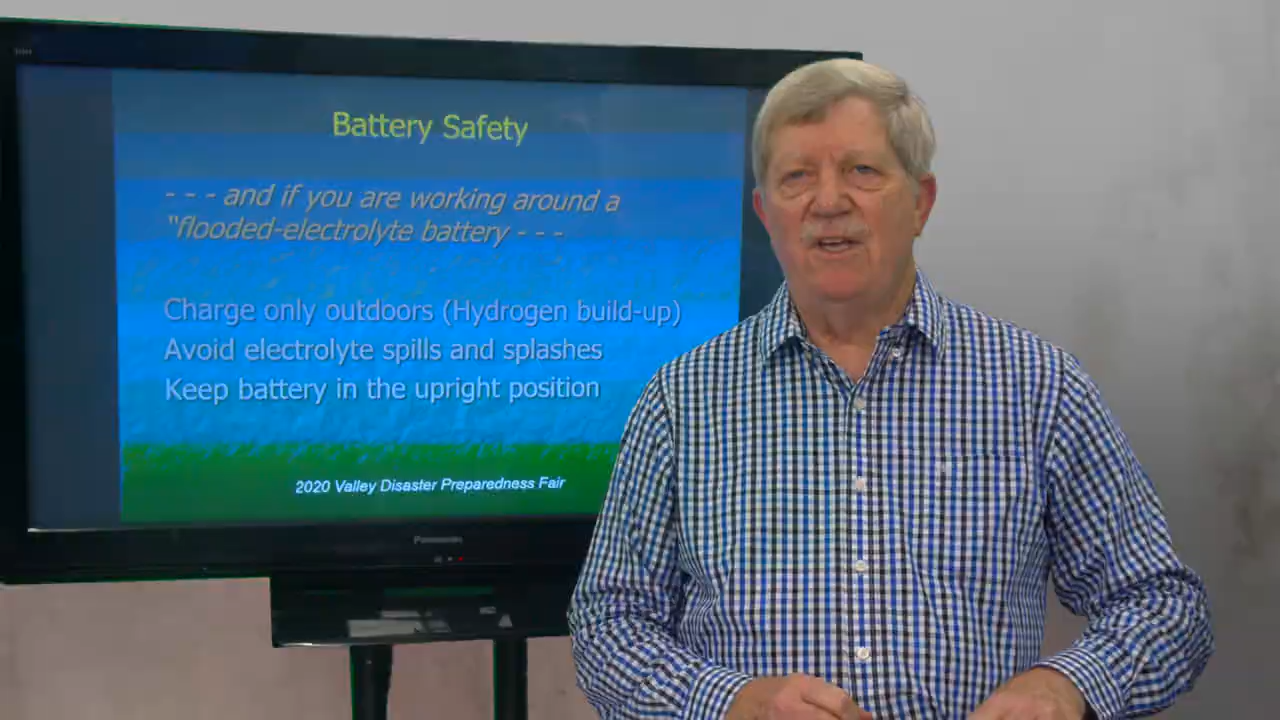 Battery Safety
- - - and if you are working around a
"flooded-electrolyte battery - - -
Charge only outdoors (Hydrogen build-up)
Avoid electrolyte spills and splashes
Keep battery in the upright position
2020 Valley Disaster Preparedness Fair
Panasonic